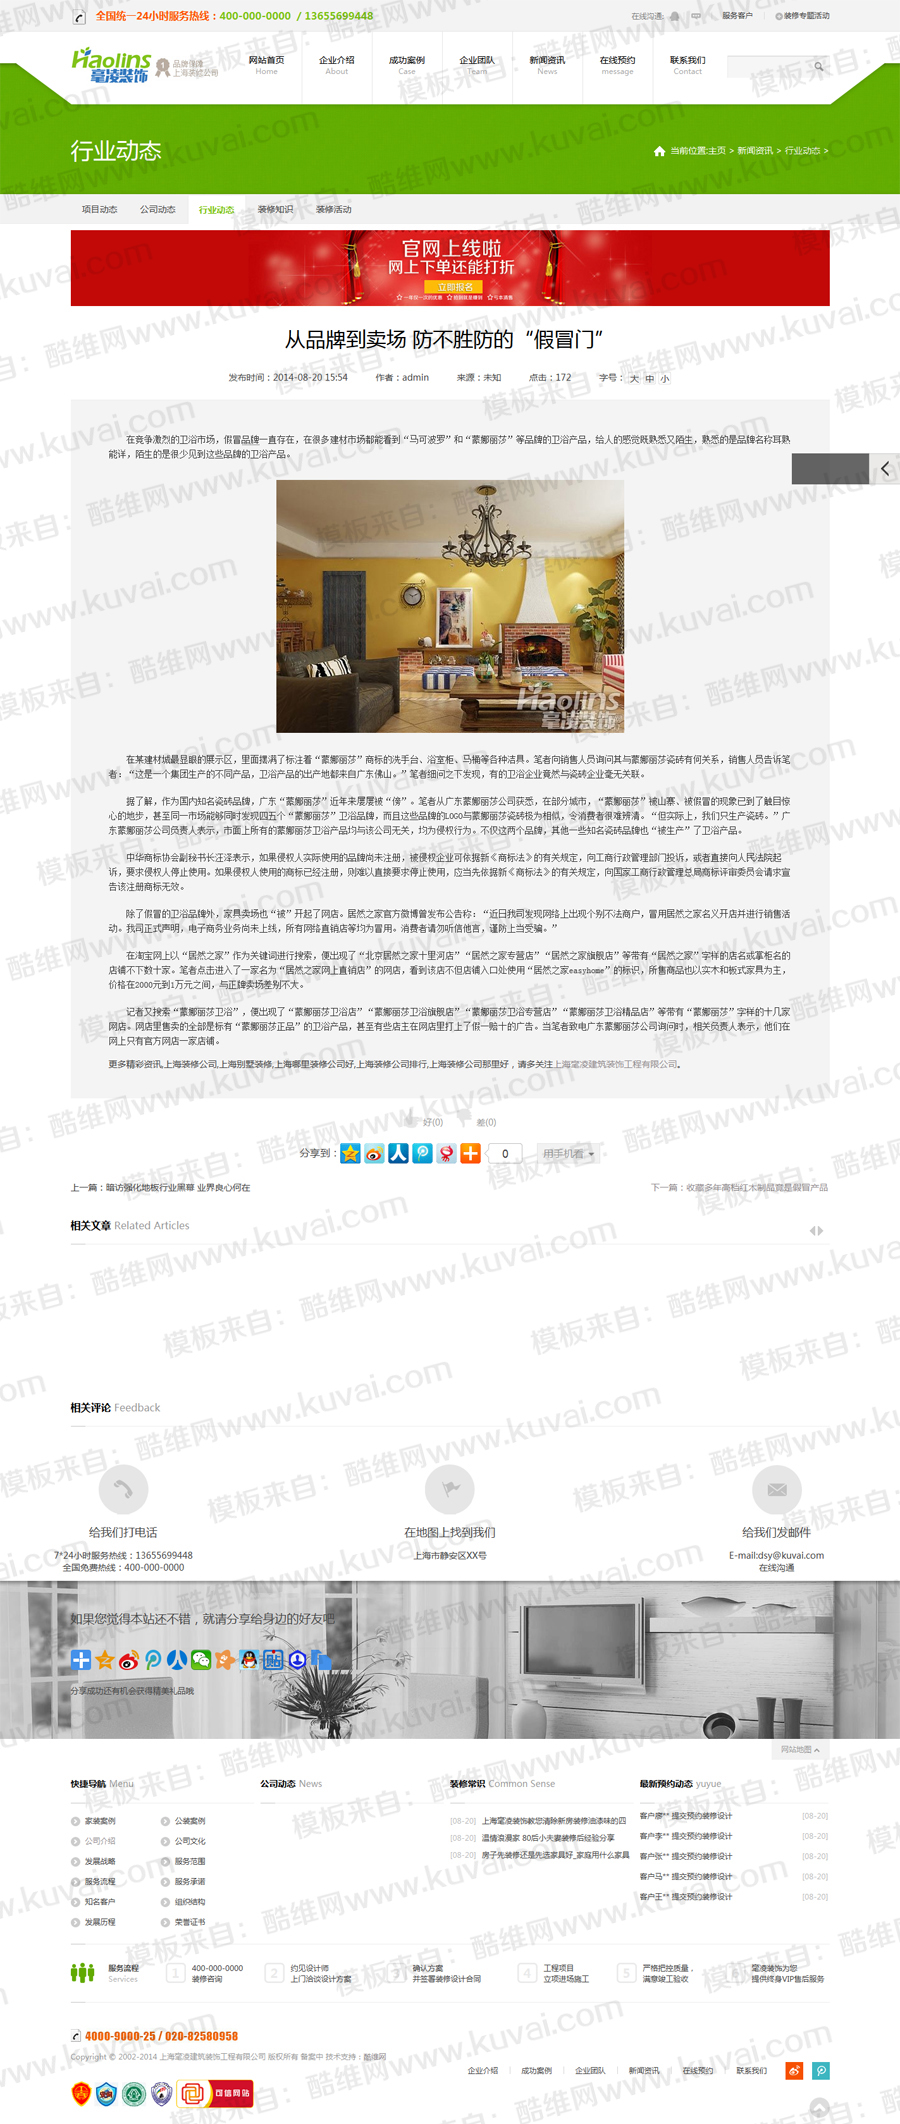 全国统一24小时服务热线：400-000-0000 / 13655699448
在线沟通:
服务客户
装修专题活动
Haolins
毫凌装饰
品牌保障
上海装修公司
网站首页
Home
企业介绍
About
成功案例
Case
企业团队
Team
新闻资讯
News
在线预约
message
联系我们
Contact
行业动态
当前位置:主页 > 新闻资讯 > 行业动态 >
项目动态 公司动态 行业动态 装修知识 装修活动
官网上线啦
网上下单还能打折
立即报名
从品牌到卖场 防不胜防的“假冒门”
发布时间：2014-08-20 15:54 作者：admin 来源：未知 点击：172 字号： 大 中 小
在竞争激烈的卫浴市场，假冒品牌一直存在，在很多建材市场都能看到“马可波罗”和“蒙娜丽莎”等品牌的卫浴产品，给人的感觉既熟悉又陌生，熟悉的是品牌名称耳熟
能详，陌生的是很少见到这些品牌的卫浴产品。
Haolins
毫凌装饰
在某建材城最显眼的展示区，里面摆满了标注着“蒙娜丽莎”商标的洗手台、浴室柜、马桶等各种洁具。笔者向销售人员询问其与蒙娜丽莎瓷砖有何关系，销售人员告诉笔
者：“这是一个集团生产的不同产品，卫浴产品的出产地都来自广东佛山。”笔者细问之下发现，有的卫浴企业竟然与瓷砖企业毫无关联。
据了解，作为国内知名瓷砖品牌，广东“蒙娜丽莎”近年来屡屡被“傍”。笔者从广东蒙娜丽莎公司获悉，在部分城市，“蒙娜丽莎”被山寨、被假冒的现象已到了触目惊
心的地步，甚至同一市场能够同时发现四五个“蒙娜丽莎”卫浴品牌，而且这些品牌的LOGO与蒙娜丽莎瓷砖极为相似，令消费者很难辨清。“但实际上，我们只生产瓷砖。”广
东蒙娜丽莎公司负责人表示，市面上所有的蒙娜丽莎卫浴产品均与该公司无关，均为侵权行为。不仅这两个品牌，其他一些知名瓷砖品牌也“被生产”了卫浴产品。
中华商标协会副秘书长汪泽表示，如果侵权人实际使用的品牌尚未注册，被侵权企业可依据新《商标法》的有关规定，向工商行政管理部门投诉，或者直接向人民法院起
诉，要求侵权人停止使用。如果侵权人使用的商标已经注册，则难以直接要求停止使用，应当先依据新《商标法》的有关规定，向国家工商行政管理总局商标评审委员会请求宣
告该注册商标无效。
除了假冒的卫浴品牌外，家具卖场也“被”开起了网店。居然之家官方微博曾发布公告称：“近日我司发现网络上出现个别不法商户，冒用居然之家名义开店并进行销售活
动。我司正式声明，电子商务业务尚未上线，所有网络直销店等均为冒用。消费者请勿听信他言，谨防上当受骗。”
在淘宝网上以“居然之家”作为关键词进行搜索，便出现了“北京居然之家十里河店”“居然之家专营店”“居然之家旗舰店”等带有“居然之家”字样的店名或掌柜名的
店铺不下数十家。笔者点击进入了一家名为“居然之家网上直销店”的网店，看到该店不但店铺入口处使用“居然之家easyhome”的标识，所售商品也以实木和板式家具为主，
价格在2000元到1万元之间，与正牌卖场差别不大。
记者又搜索“蒙娜丽莎卫浴”，便出现了“蒙娜丽莎卫浴店”“蒙娜丽莎卫浴旗舰店”“蒙娜丽莎卫浴专营店”“蒙娜丽莎卫浴精品店”等带有“蒙娜丽莎”字样的十几家
网店。网店里售卖的全部是标有“蒙娜丽莎正品”的卫浴产品，甚至有些店主在网店里打上了假一赔十的广告。当笔者致电广东蒙娜丽莎公司询问时，相关负责人表示，他们在
网上只有官方网店一家店铺。
更多精彩资讯,上海装修公司,上海别墅装修,上海哪里装修公司好,上海装修公司排行,上海装修公司那里好，请多关注上海毫凌建筑装饰工程有限公司。
好(0) 差(0)
分享到： 0 用手机看
上一篇：暗访强化地板行业黑幕 业界良心何在
下一篇：收藏多年高档红木制品竟是假冒产品
相关文章 Related Articles
相关评论 Feedback
给我们打电话
7*24小时服务热线：13655699448
全国免费热线：400-000-0000
在地图上找到我们
上海市静安区XX号
给我们发邮件
E-mail:dsy@kuvai.com
在线沟通
如果您觉得本站还不错，就请分享给身边的好友吧
分享成功还有机会获得精美礼品哦
网站地图
快捷导航 Menu
家装案例 公装案例
公司介绍 公司文化
发展战略 服务范围
服务流程 服务承诺
知名客户 组织结构
发展历程 荣誉证书
公司动态 News
装修常识 Common Sense
[08-20] 上海毫凌装饰教您清除新房装修油漆味的四
[08-20] 温情浪漫家 80后小夫妻装修后经验分享
[08-20] 房子先装修还是先选家具好_家庭用什么家具
最新预约动态 yuyue
客户廖** 提交预约装修设计 [08-20]
客户李** 提交预约装修设计 [08-20]
客户张** 提交预约装修设计 [08-20]
客户马** 提交预约装修设计 [08-20]
客户王** 提交预约装修设计 [08-20]
服务流程
Services
1 400-000-0000
装修咨询
2 约见设计师
上门洽谈设计方案
3 确认方案
并签署装修设计合同
4 工程项目
立项进场施工
5 严格把控质量，
满意竣工验收
6 毫凌装饰为您
提供终身VIP售后服务
4000-9000-25 / 020-82580958
Copyright © 2002-2014 上海毫凌建筑装饰工程有限公司 版权所有 备案中 技术支持：酷维网
企业介绍 成功案例 企业团队 新闻资讯 在线预约 联系我们
可信网站
模板来自：酷维网www.kuvai.com